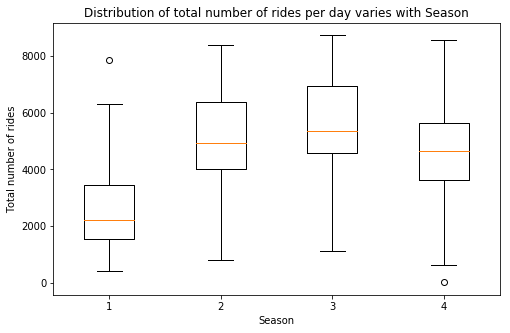 Distribution of total number of rides per day varies with Season
Total number of rides
8000
6000
4000
2000
0
1 2 3 4
Season